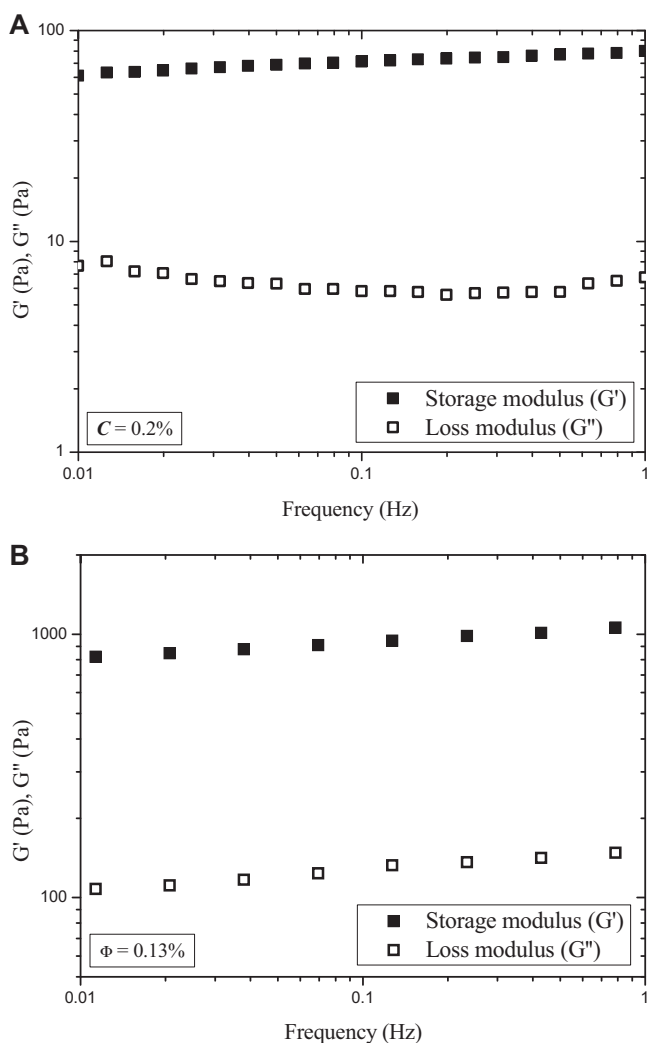 A
100
10
1
G' (Pa), G" (Pa)
Storage modulus (G')
Loss modulus (G")
C = 0.2%
0.01
0.1
1
Frequency (Hz)
B
1000
100
G' (Pa), G" (Pa)
Storage modulus (G')
Loss modulus (G")
Φ = 0.13%
0.01
0.1
1
Frequency (Hz)